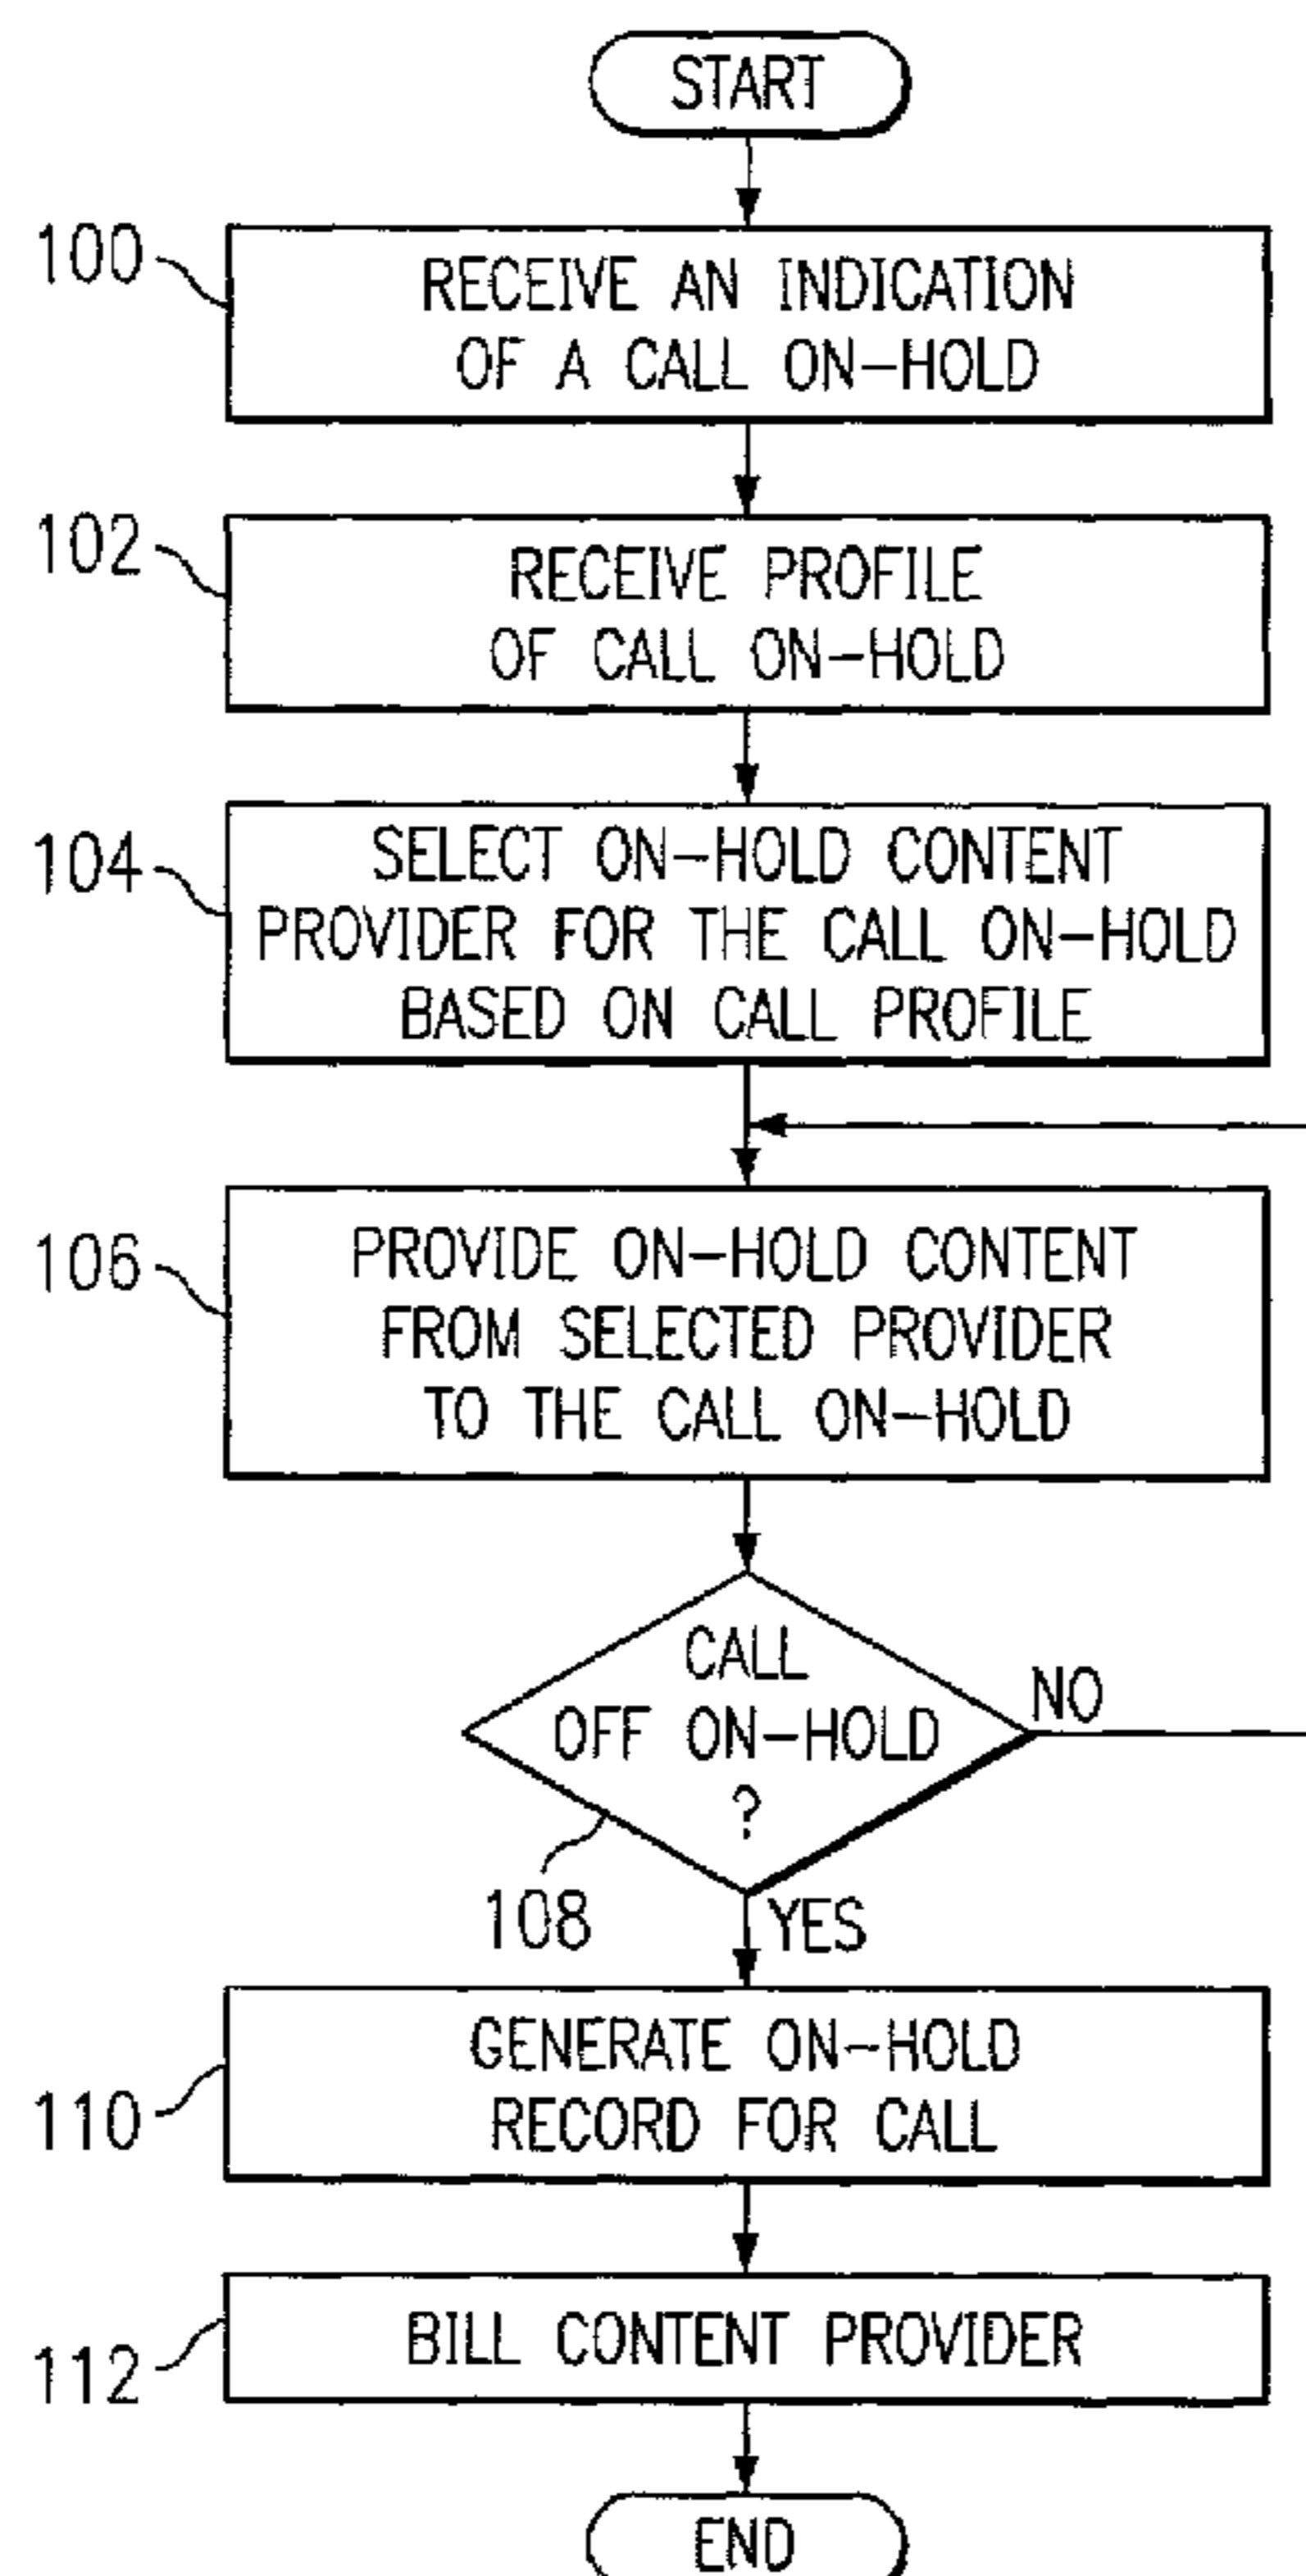 START
100
RECEIVE AN INDICATION
OF A CALL ON-HOLD
102
RECEIVE PROFILE
OF CALL ON-HOLD
104
SELECT ON-HOLD CONTENT
PROVIDER FOR THE CALL ON-HOLD
BASED ON CALL PROFILE
106
PROVIDE ON-HOLD CONTENT
FROM SELECTED PROVIDER
TO THE CALL ON-HOLD
CALL
OFF ON-HOLD
?
NO
108
YES
110
GENERATE ON-HOLD
RECORD FOR CALL
112
BILL CONTENT PROVIDER
END